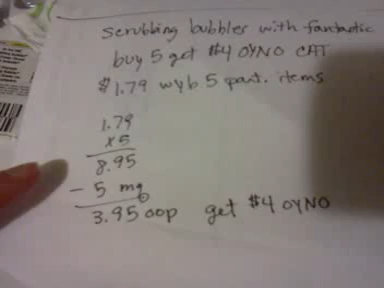 Scrubbing bubbles with fantastic
buy 5 get $4 OYNO CAT
$1.79 wyb 5 part. items
1.79
x5
8.95
- 5 mq
3.95 oop get $4 OYNO